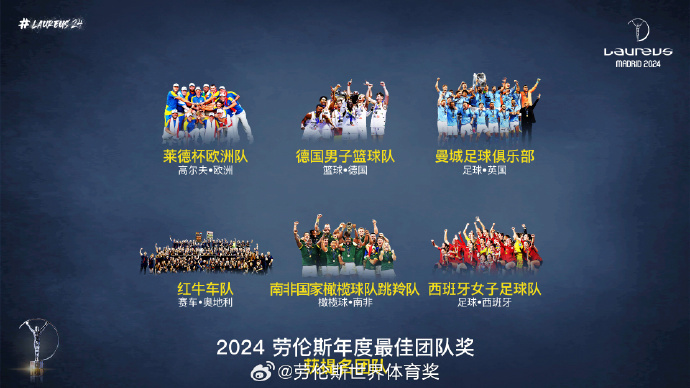 #LAUREUS24
LAUREUS
MADRID 2024
莱德杯欧洲队
高尔夫•欧洲
德国男子篮球队
篮球•德国
曼城足球俱乐部
足球•英国
红牛车队
赛车•奥地利
南非国家橄榄球队跳羚队
橄榄球•南非
西班牙女子足球队
足球•西班牙
2024 劳伦斯年度最佳团队奖
获提名团队
@劳伦斯世界体育奖